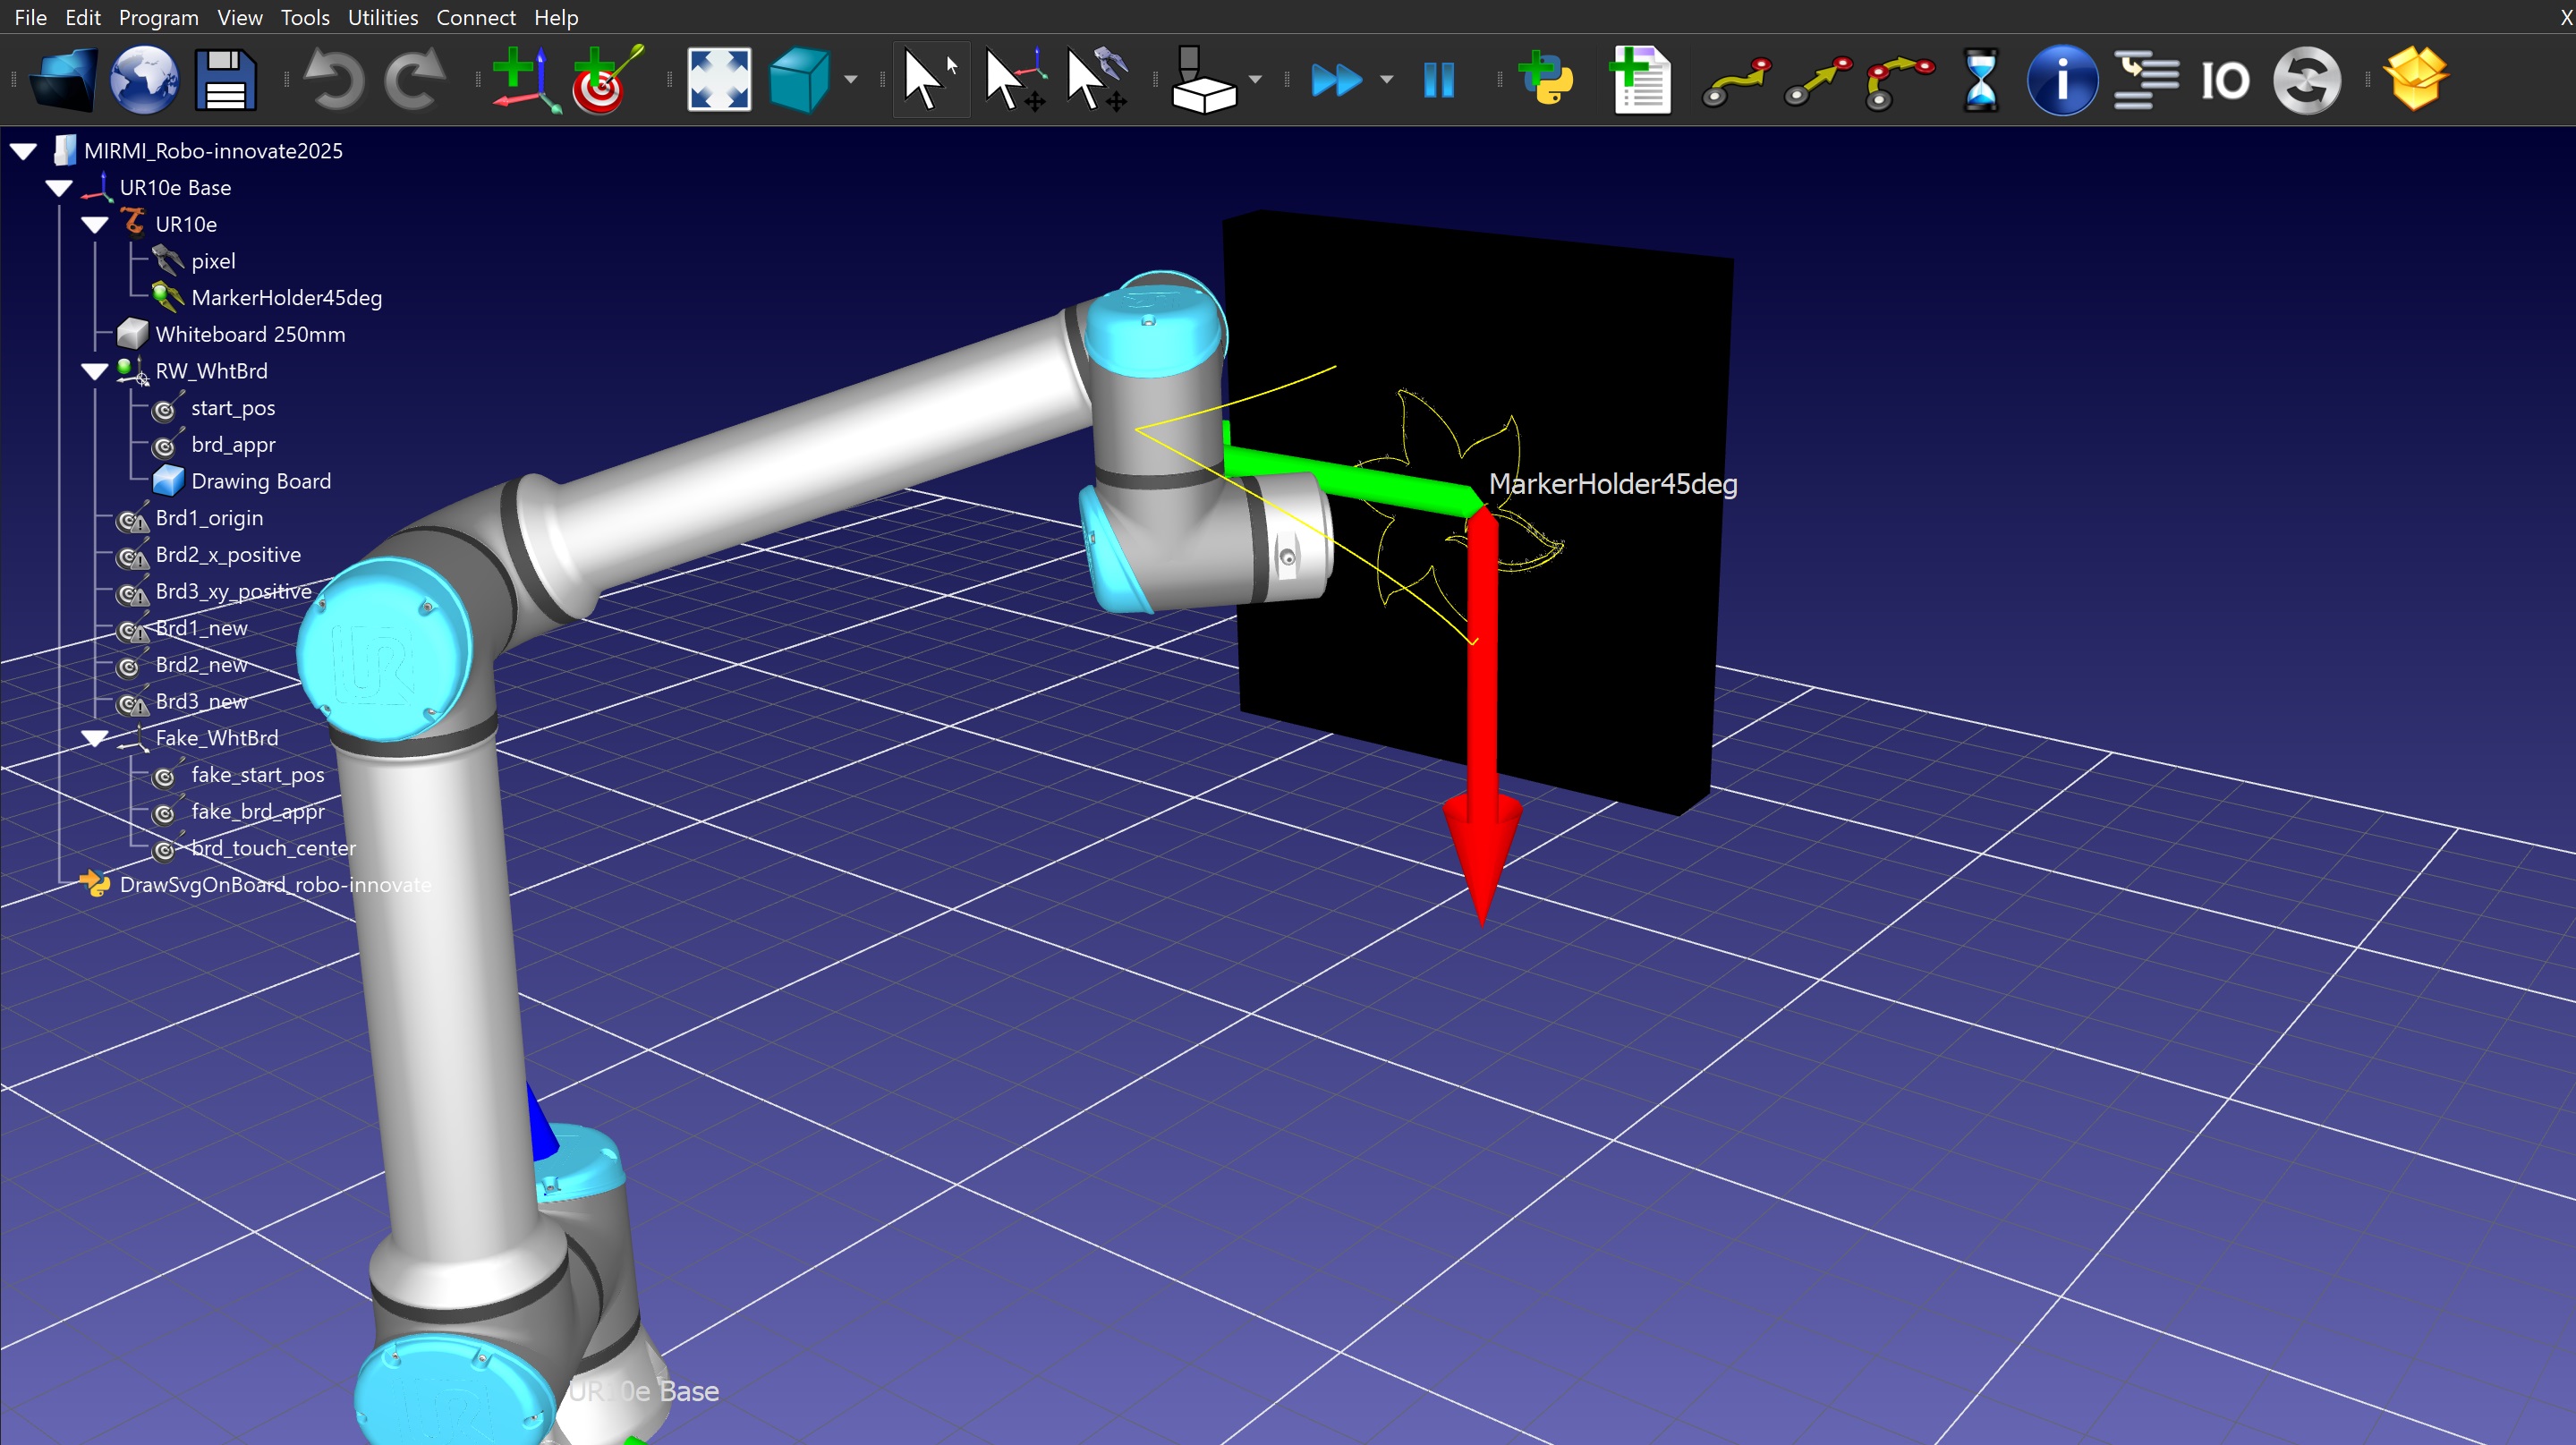 File Edit Program View Tools Utilities Connect Help X
IO
MIRMI_Robo-innovate2025
UR10e Base
UR10e
pixel
MarkerHolder45deg
Whiteboard 250mm
RW_WhtBrd
start_pos
brd_appr
Drawing Board
Brd1_origin
Brd2_x_positive
Brd3_xy_positive
Brd1_new
Brd2_new
Brd3_new
Fake_WhtBrd
fake_start_pos
fake_brd_appr
brd_touch_center
DrawSvgOnBoard_robo-innovate
MarkerHolder45deg
UR
UR10e Base